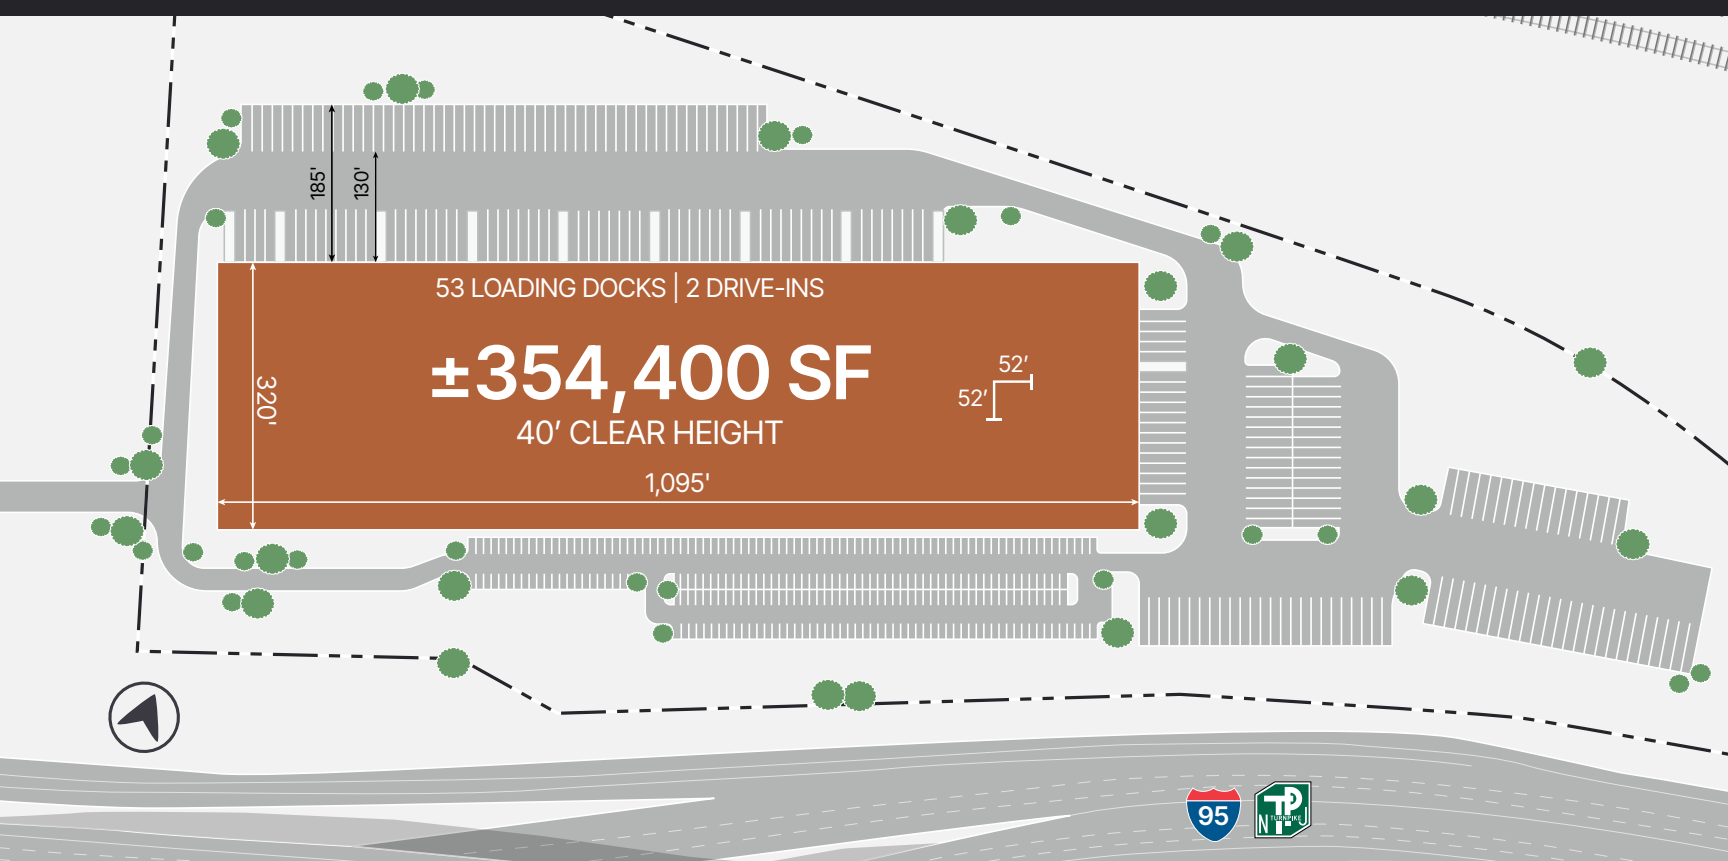 185'
130'
53 LOADING DOCKS | 2 DRIVE-INS
±354,400 SF
40’ CLEAR HEIGHT
320'
1,095'
52’
52’
95
TP
N TURNPIKE J